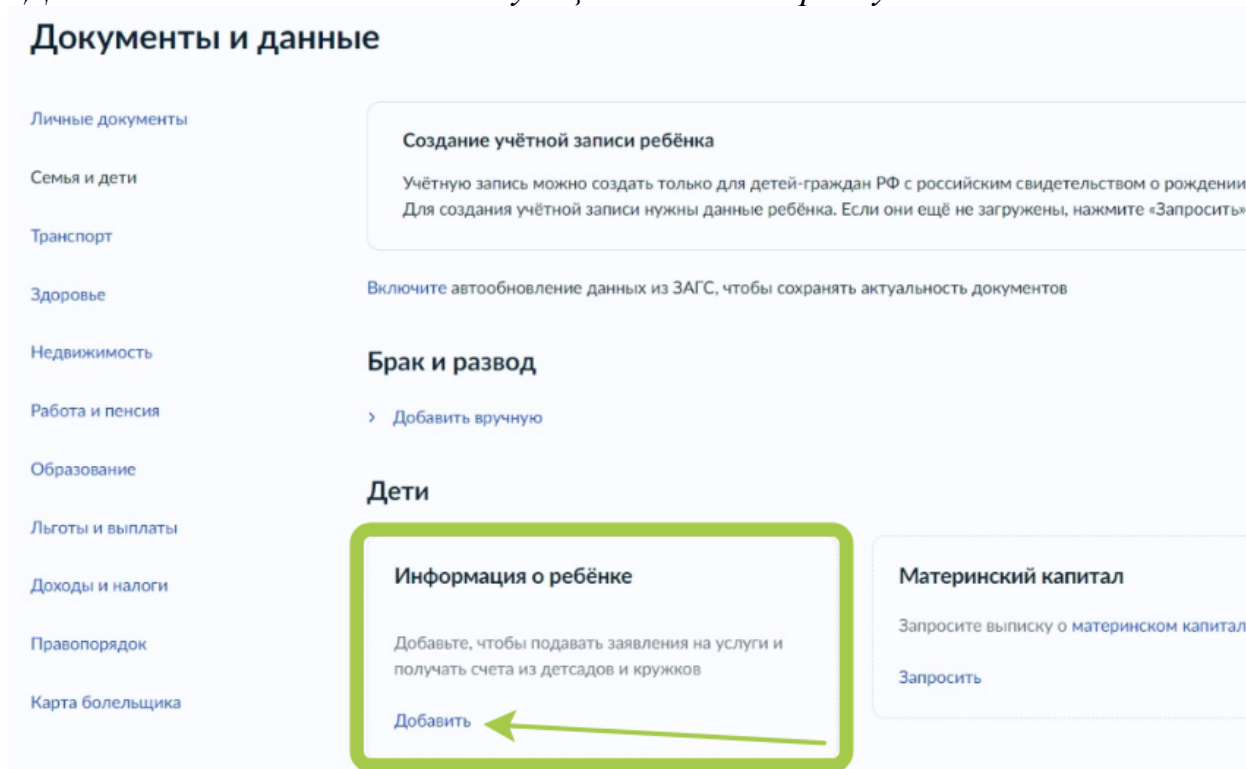 Документы и данные
Личные документы
Семья и дети
Транспорт
Здоровье
Недвижимость
Работа и пенсия
Образование
Льготы и выплаты
Доходы и налоги
Правопорядок
Карта болельщика
Создание учётной записи ребёнка
Учётную запись можно создать только для детей-граждан РФ с российским свидетельством о рождении
Для создания учётной записи нужны данные ребёнка. Если они ещё не загружены, нажмите «Запросить»
Включите автообновление данных из ЗАГС, чтобы сохранять актуальность документов
Брак и развод
> Добавить вручную
Дети
Информация о ребёнке
Добавьте, чтобы подавать заявления на услуги и
получать счета из детсадов и кружков
Добавить
Материнский капитал
Запросите выписку о материнском капитал
Запросить